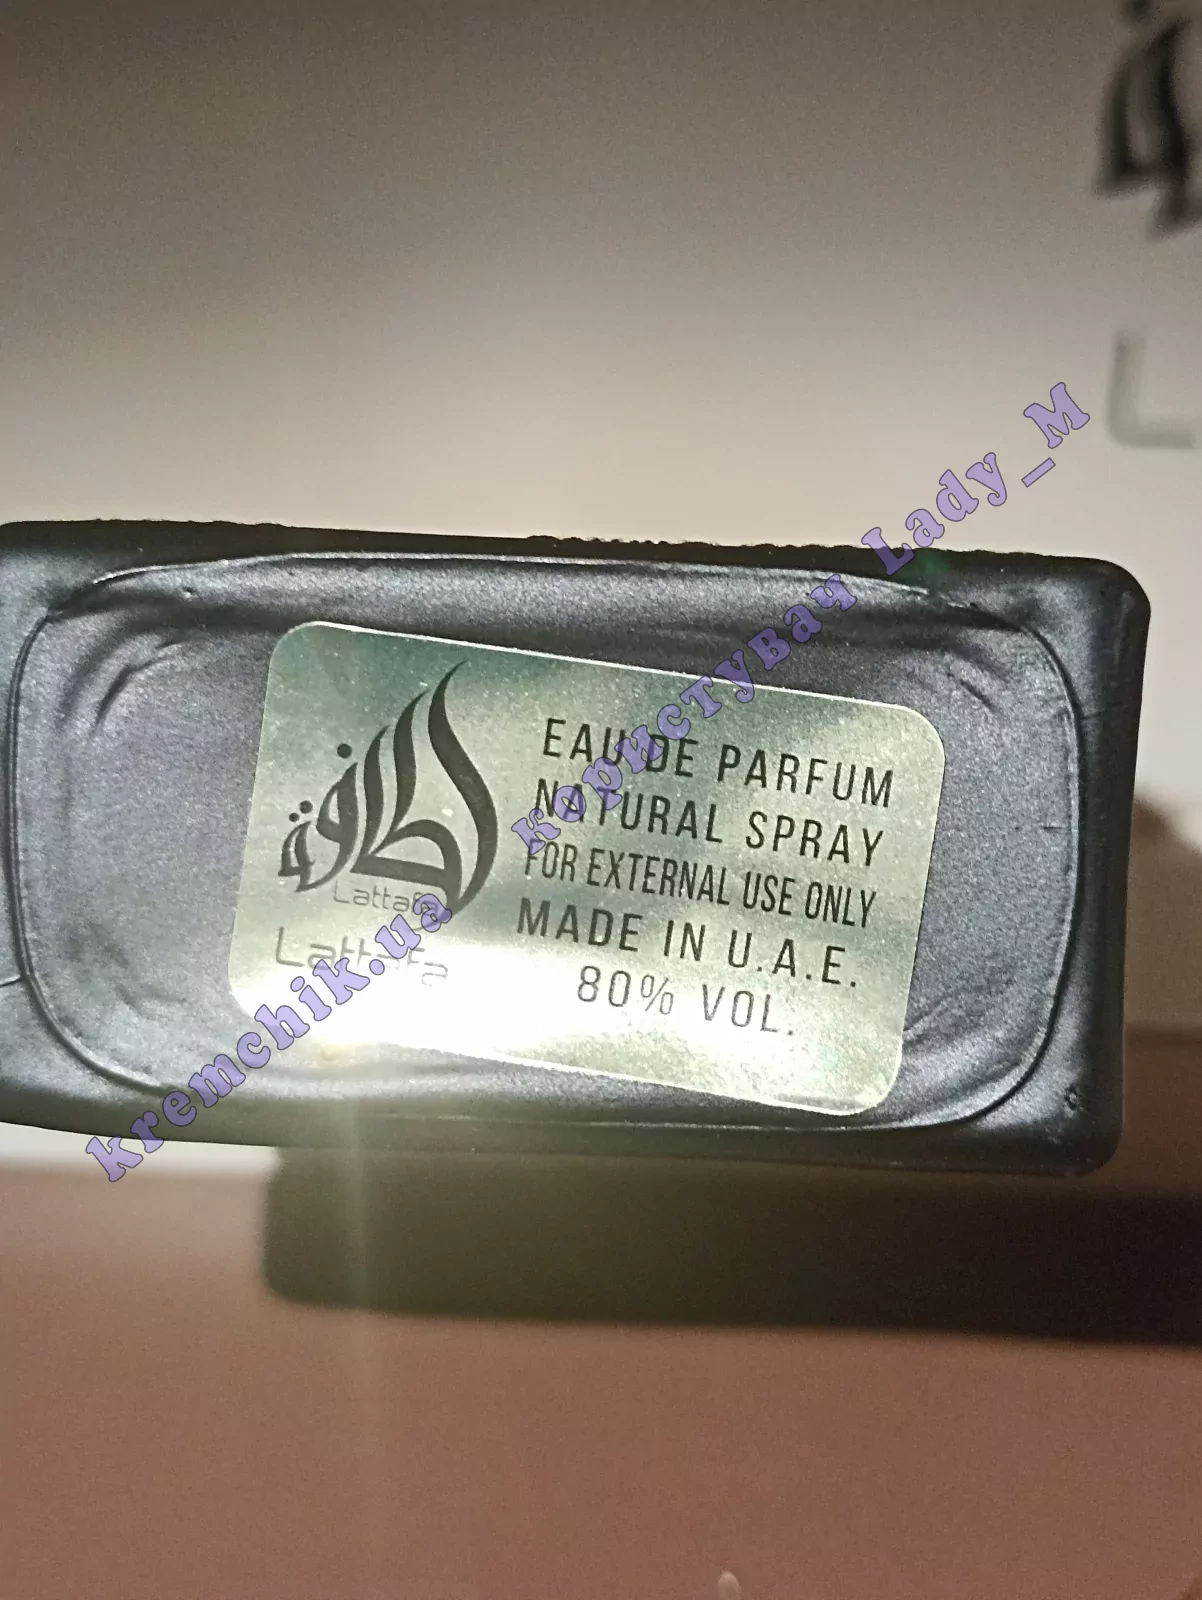 لطافة
Lattafa
Lattafa
EAU DE PARFUM
NATURAL SPRAY
FOR EXTERNAL USE ONLY
MADE IN U.A.E.
80% VOL.
kremchik.ua користувач Lady_M